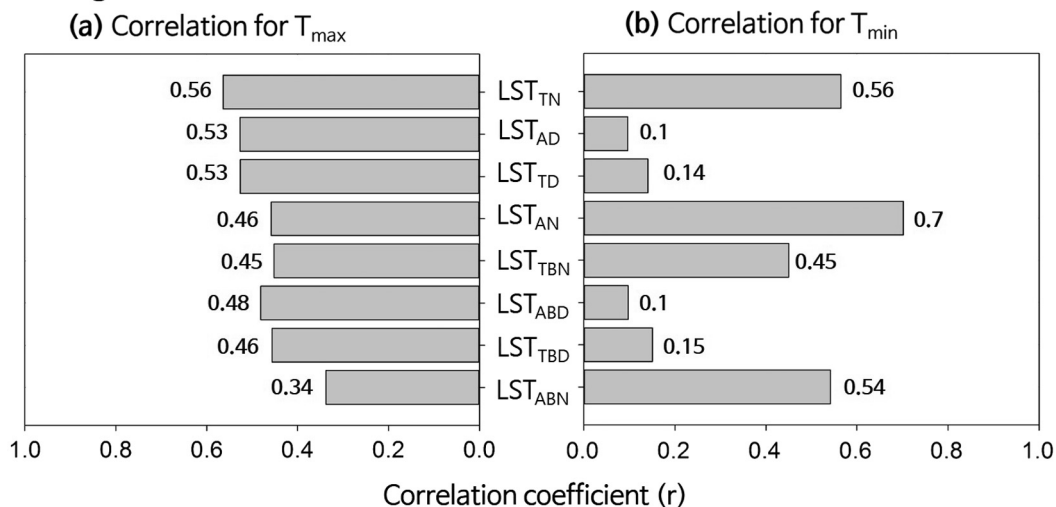 (a) Correlation for Tmax
(b) Correlation for Tmin
0.56 LSTTN 0.56
0.53 LSTAD 0.1
0.53 LSTTD 0.14
0.46 LSTAN 0.7
0.45 LSTTBN 0.45
0.48 LSTABD 0.1
0.46 LSTTBD 0.15
0.34 LSTABN 0.54
1.0 0.8 0.6 0.4 0.2 0.0 0.0 0.2 0.4 0.6 0.8 1.0
Correlation coefficient (r)